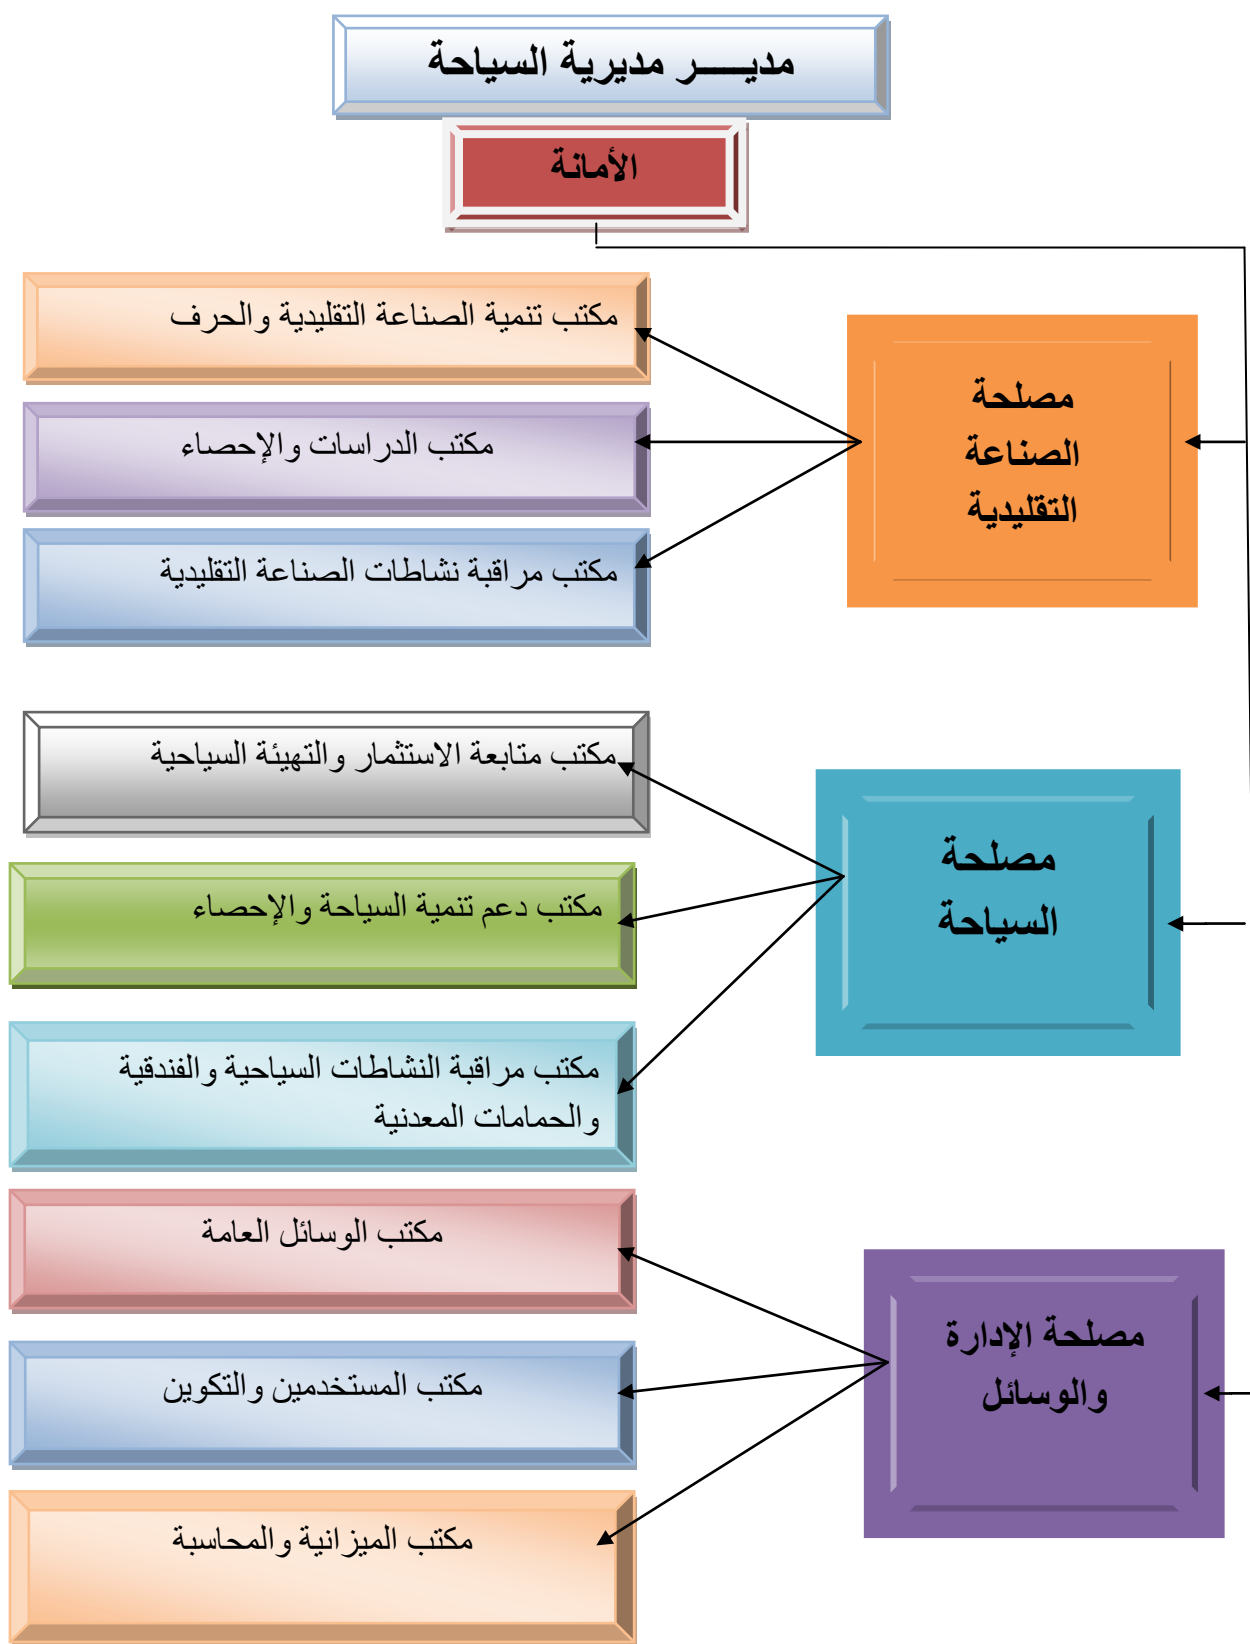 مديـــــر مديرية السياحة
الأمانة
مصلحة
الصناعة
التقليدية
مكتب تنمية الصناعة التقليدية والحرف
مكتب الدراسات والإحصاء
مكتب مراقبة نشاطات الصناعة التقليدية
مصلحة
السياحة
مكتب متابعة الاستثمار والتهيئة السياحية
مكتب دعم تنمية السياحة والإحصاء
مكتب مراقبة النشاطات السياحية والفندقية
والحمامات المعدنية
مصلحة الإدارة
والوسائل
مكتب الوسائل العامة
مكتب المستخدمين والتكوين
مكتب الميزانية والمحاسبة